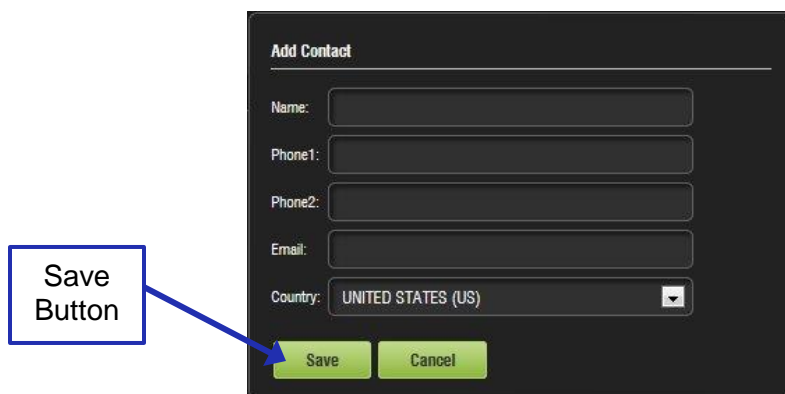 Add Contact
Name:
Phone1:
Phone2:
Email:
Country: UNITED STATES (US)
Save Cancel
Save
Button